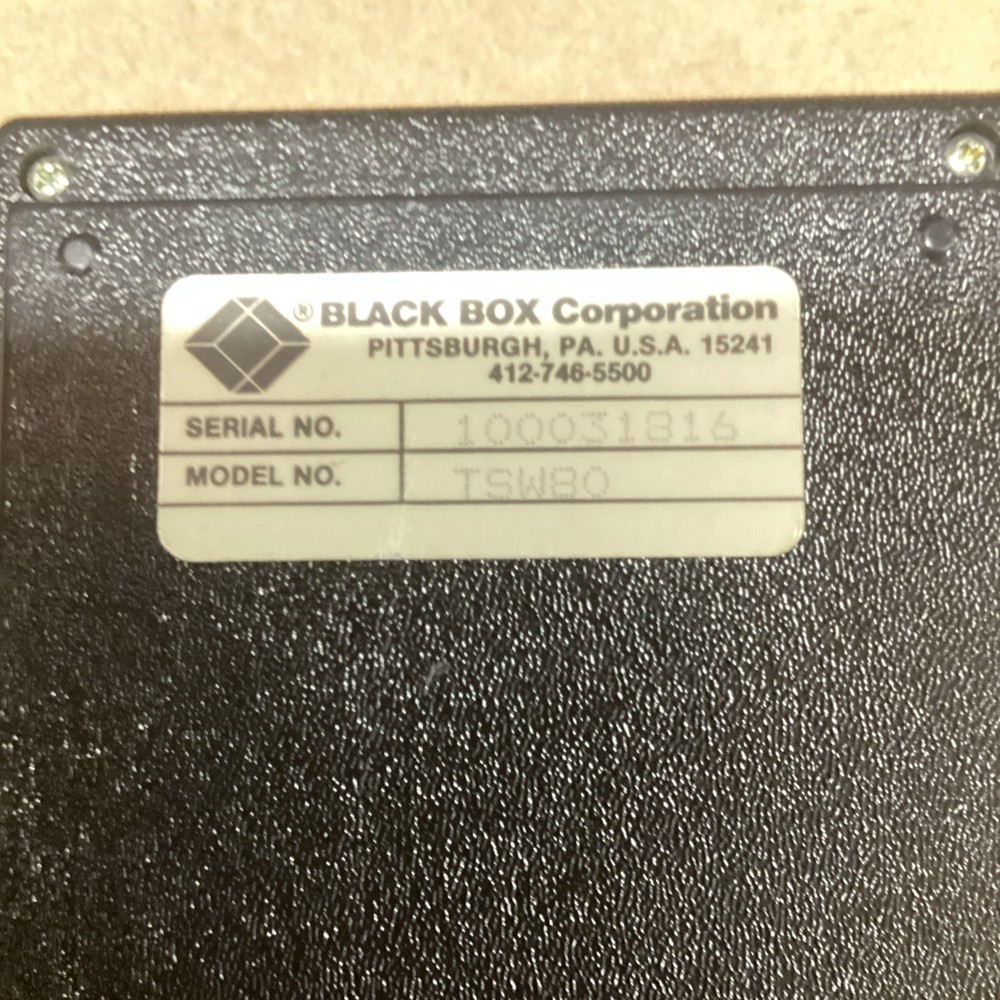 ® BLACK BOX Corporation
PITTSBURGH, PA. U.S.A. 15241
412-746-5500
SERIAL NO. 100031816
MODEL NO. TSW80